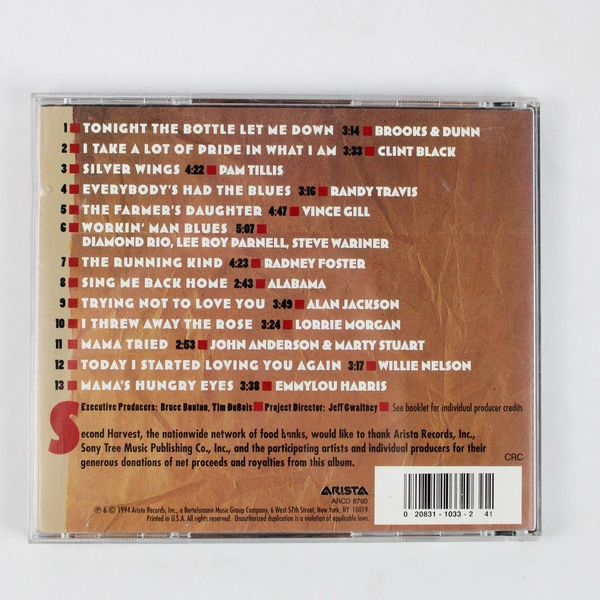 1 TONIGHT THE BOTTLE LET ME DOWN 3:14 BROOKS & DUNN
2 I TAKE A LOT OF PRIDE IN WHAT I AM 3:33 CLINT BLACK
3 SILVER WINGS 4:22 PAM TILLIS
4 EVERYBODY'S HAD THE BLUES 3:16 RANDY TRAVIS
5 THE FARMER'S DAUGHTER 4:47 VINCE GILL
6 WORKIN' MAN BLUES 5:07
DIAMOND RIO, LEE ROY PARNELL, STEVE WARINER
7 THE RUNNING KIND 4:23 RADNEY FOSTER
8 SING ME BACK HOME 2:43 ALABAMA
9 TRYING NOT TO LOVE YOU 3:49 ALAN JACKSON
10 I THREW AWAY THE ROSE 3:24 LORRIE MORGAN
11 MAMA TRIED 2:53 JOHN ANDERSON & MARTY STUART
12 TODAY I STARTED LOVING YOU AGAIN 3:17 WILLIE NELSON
13 MAMA'S HUNGRY EYES 3:38 EMMYLOU HARRIS
Executive Producers: Bruce Bouton, Tim DuBois Project Director: Jeff Gwaltney See booklet for individual producer credits
Second Harvest, the nationwide network of food banks, would like to thank Arista Records, Inc.,
Sony Tree Music Publishing Co., Inc., and the participating artists and individual producers for their
generous donations of net proceeds and royalties from this album.
CRC
ARISTA
ARCD 8760
℗ & © 1994 Arista Records, Inc., a Bertelsmann Music Group Company, 6 West 57th Street, New York, NY, 10019.
Printed in U.S.A. All rights reserved. Unauthorized duplication is a violation of applicable laws.
0 20831-1033-2 41